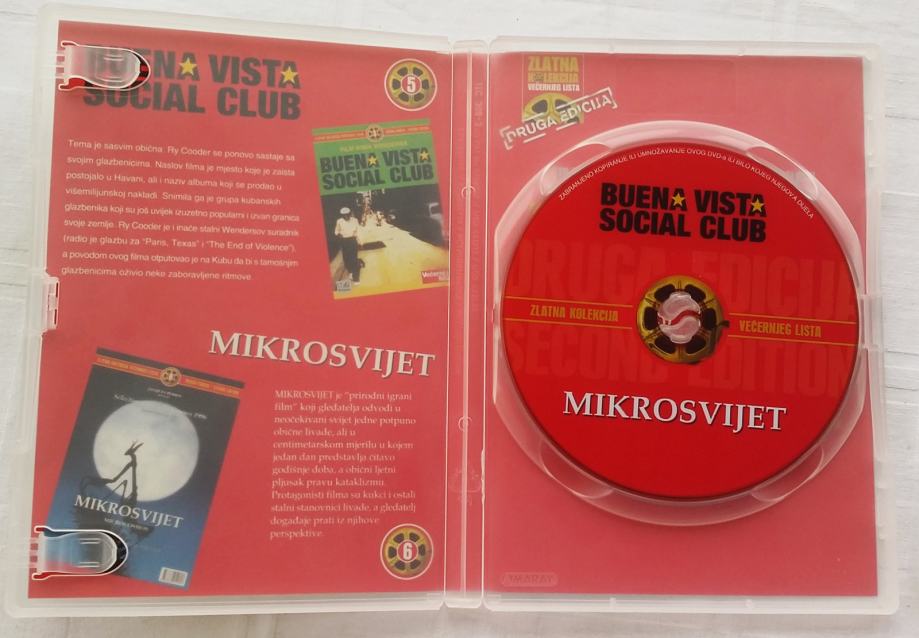 BUENA VISTA
SOCIAL CLUB
5
Tema je sasvim obična: Ry Cooder se ponovo sastaje sa
svojim glazbenicima. Naslov filma je mjesto koje je zaista
postojalo u Havani, ali i naziv albuma koji se prodao u
višemilijunskoj nakladi. Snimila ga je grupa kubanskih
glazbenika koji su još uvijek izuzetno popularni i izvan granica
svoje zemlje. Ry Cooder je i inače stalni Wendersov suradnik
(radio je glazbu za "Paris, Texas" i "The End of Violence"),
a povodom ovog filma otputovao je na Kubu da bi s tamošnjim
glazbenicima oživio neke zaboravljene ritmove.
FILM WIMA WENDERSA
BUENA VISTA
SOCIAL CLUB
MIKROSVIJET
MIKROSVIJET je "prirodni igrani
film" koji gledatelja odvodi u
neočekivani svijet jedne potpuno
obične livade, ali u
centimetarskom mjerilu u kojem
jedan dan predstavlja čitavo
godišnje doba, a obični ljetni
pljusak pravu kataklizmu.
Protagonisti filma su kukci i ostali
stalni stanovnici livade, a gledatelj
događaje prati iz njihove
perspektive.
1996
MIKROSVIJET
6
ZLATNA
KOLEKCIJA
VEČERNJEG LISTA
DRUGA EDICIJA
ZABRANJENO KOPIRANJE ILI UMNOŽAVANJE OVOG DVD-a ILI BILO KOJEG NJEGOVA DIJELA
BUENA VISTA
SOCIAL CLUB
DRUGA EDICIJA
ZLATNA KOLEKCIJA
VEČERNJEG LISTA
SECOND EDITION
MIKROSVIJET
AMARAY